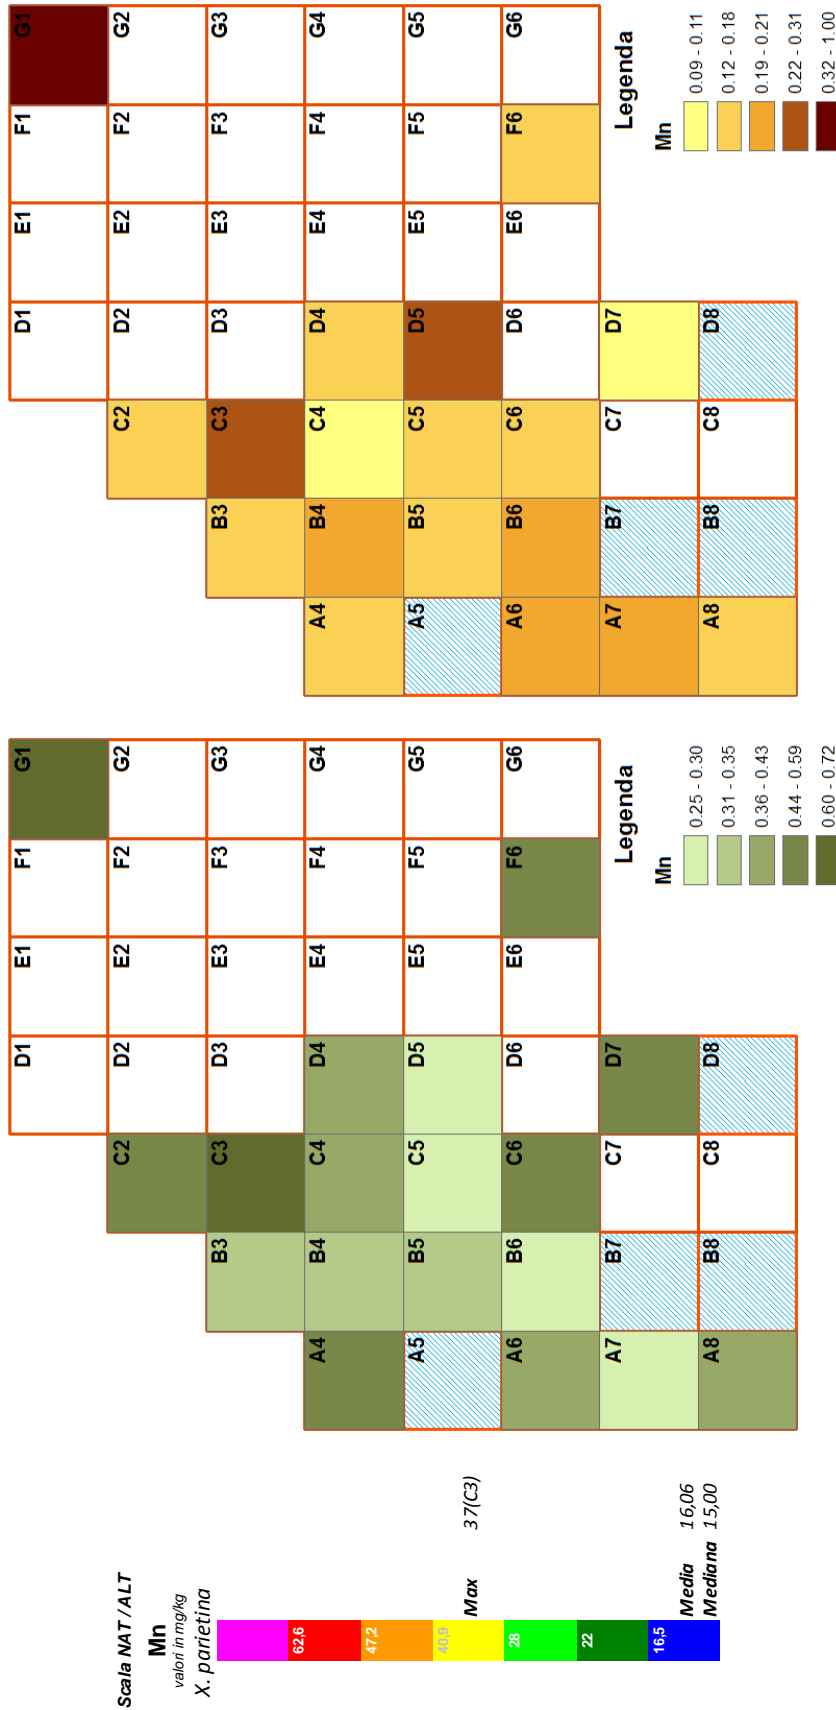 Scala NAT / ALT
Mn
valori in mg/kg
X. parietina
62,6
47,2
40,9
28
22
16,5
Max 37(C3)
Media 16,06
Mediana 15,00
G1 G2 G3 G4 G5 G6
F1 F2 F3 F4 F5 F6
E1 E2 E3 E4 E5 E6
D1 D2 D3 D4 D5 D6 D7 D8
C2 C3 C4 C5 C6 C7 C8
B3 B4 B5 B6 B7 B8
A4 A5 A6 A7 A8
Legenda
Mn
0.25 - 0.30
0.31 - 0.35
0.36 - 0.43
0.44 - 0.59
0.60 - 0.72
G1 G2 G3 G4 G5 G6
F1 F2 F3 F4 F5 F6
E1 E2 E3 E4 E5 E6
D1 D2 D3 D4 D5 D6 D7 D8
C2 C3 C4 C5 C6 C7 C8
B3 B4 B5 B6 B7 B8
A4 A5 A6 A7 A8
Legenda
Mn
0.09 - 0.11
0.12 - 0.18
0.19 - 0.21
0.22 - 0.31
0.32 - 1.00